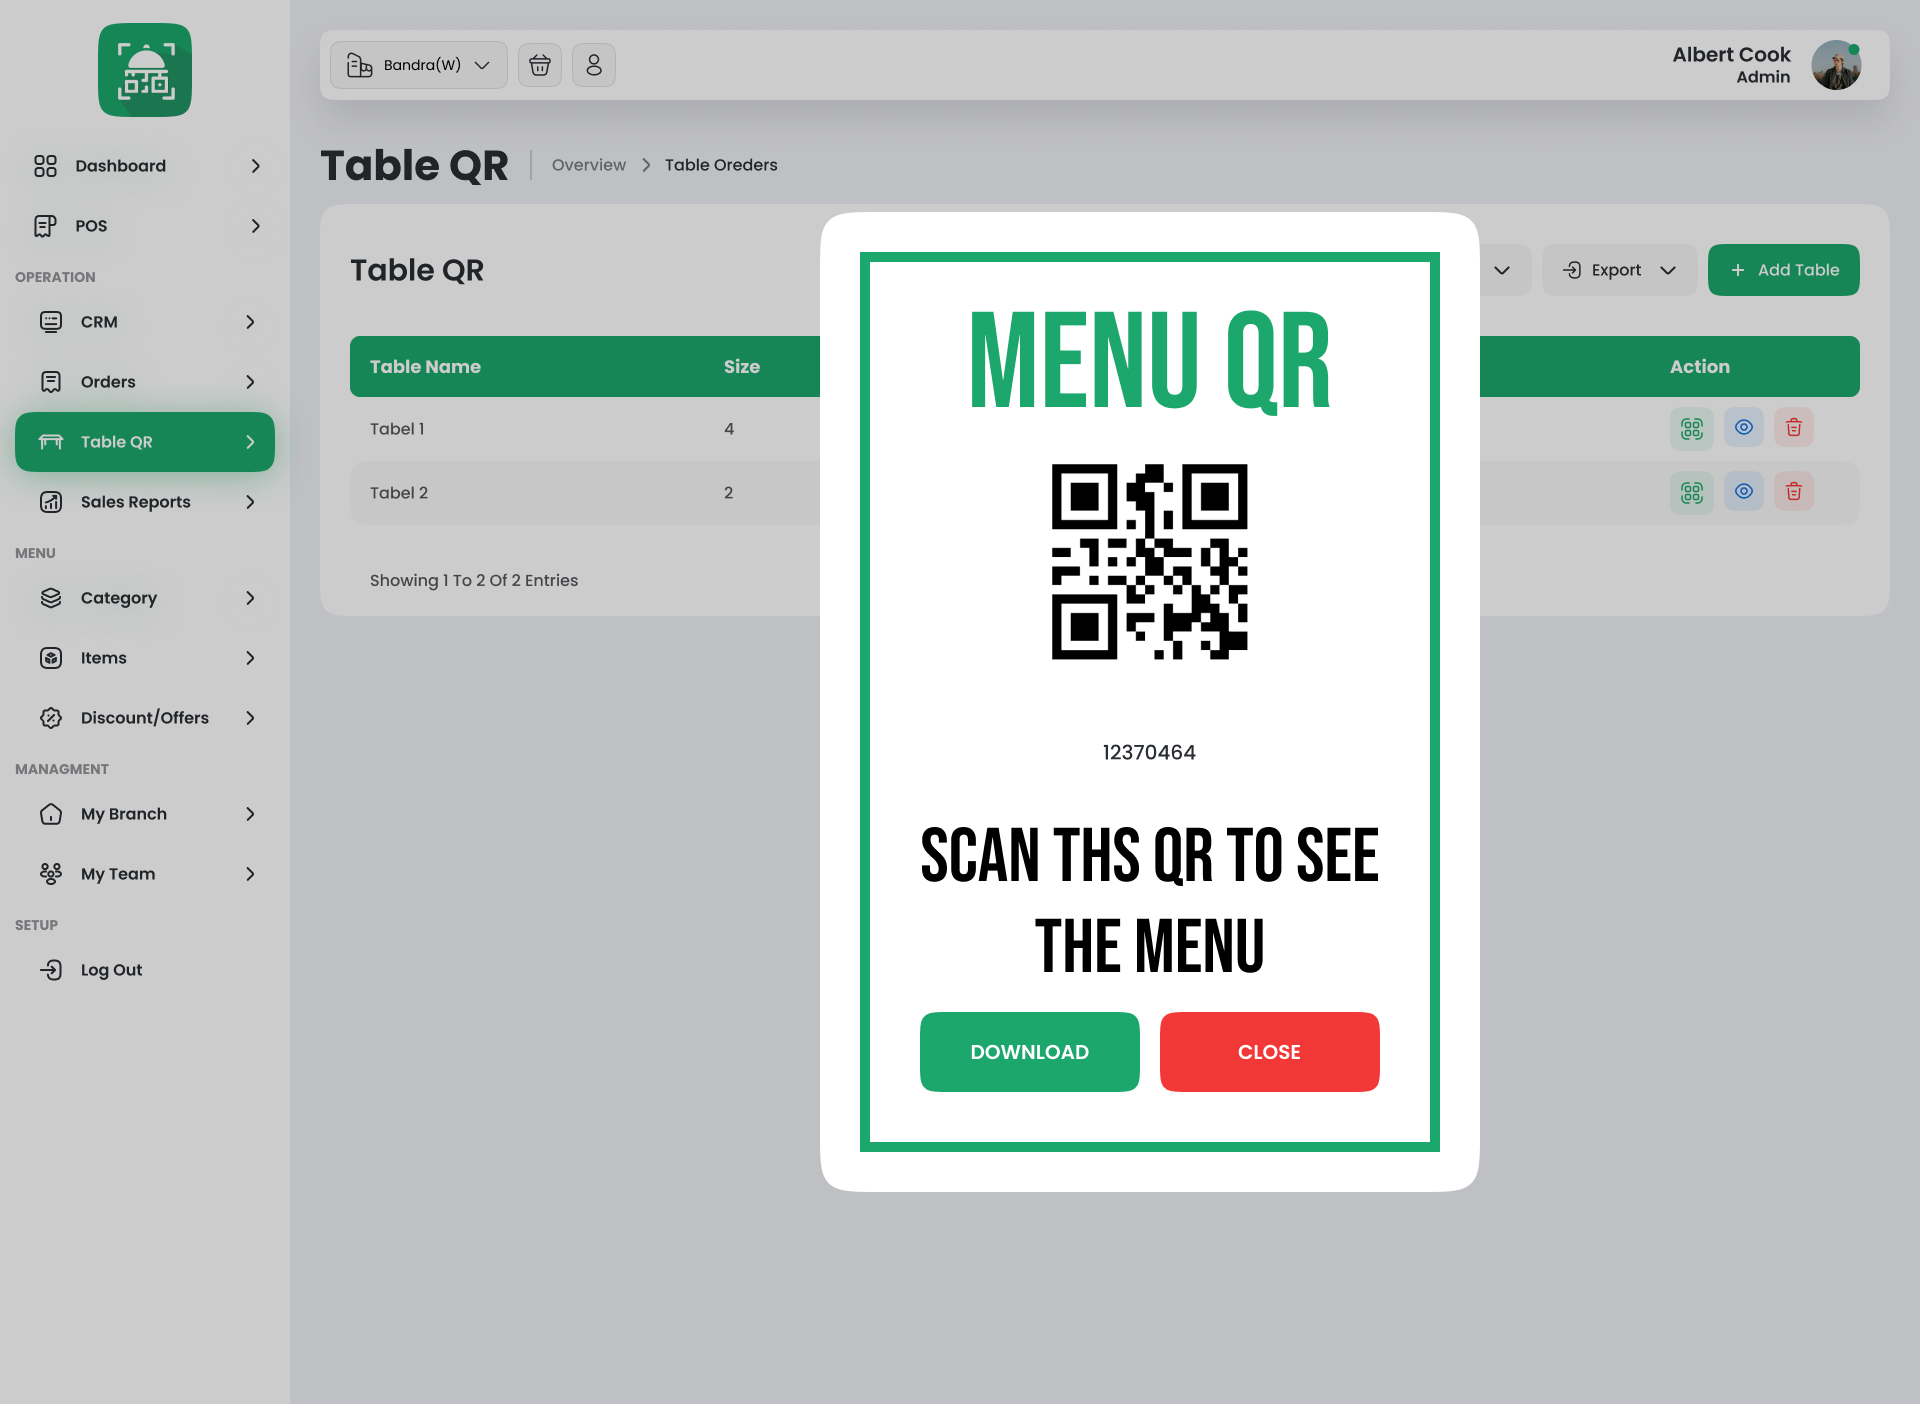 Bandra(W)
Albert Cook
Admin
Dashboard
POS
OPERATION
CRM
Orders
Table QR
Sales Reports
MENU
Category
Items
Discount/Offers
MANAGMENT
My Branch
My Team
SETUP
Log Out
Table QR
Overview
Table Oreders
Table QR
Export
Add Table
Table Name
Size
Action
Tabel 1
4
Tabel 2
2
Showing 1 To 2 Of 2 Entries
MENU QR
12370464
SCAN THS QR TO SEE
THE MENU
DOWNLOAD
CLOSE